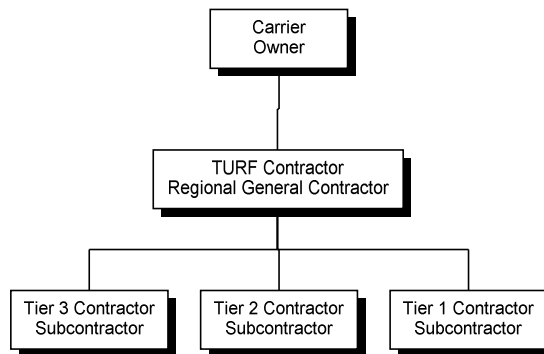 Carrier
Owner
TURF Contractor
Regional General Contractor
Tier 3 Contractor
Subcontractor
Tier 2 Contractor
Subcontractor
Tier 1 Contractor
Subcontractor